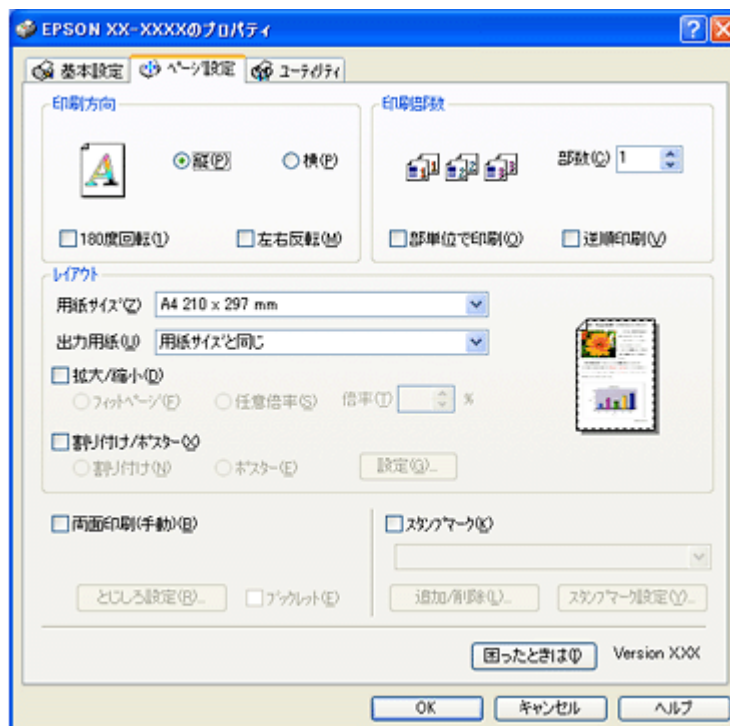 EPSON XX-XXXXのプロパティ
基本設定 ページ設定 ユーティリティ
印刷方向
縦(P) 横(P)
180度回転(1) 左右反転(M)
印刷部数
部数(C) 1
部単位で印刷(O) 逆順印刷(V)
レイアウト
用紙サイズ(Z) A4 210 x 297 mm
出力用紙(U) 用紙サイズと同じ
拡大/縮小(D)
フィットページ(F) 任意倍率(S) 倍率(T) %
割り付け/ポスター(X)
割り付け(N) ポスター(E) 設定(G)...
両面印刷(手動)(B)
とじしろ設定(R)... ブックレット(E)
スタンプマーク(K)
追加/削除(L)... スタンプマーク設定(Y)...
困ったときは(I) Version X.XX
OK キャンセル ヘルプ